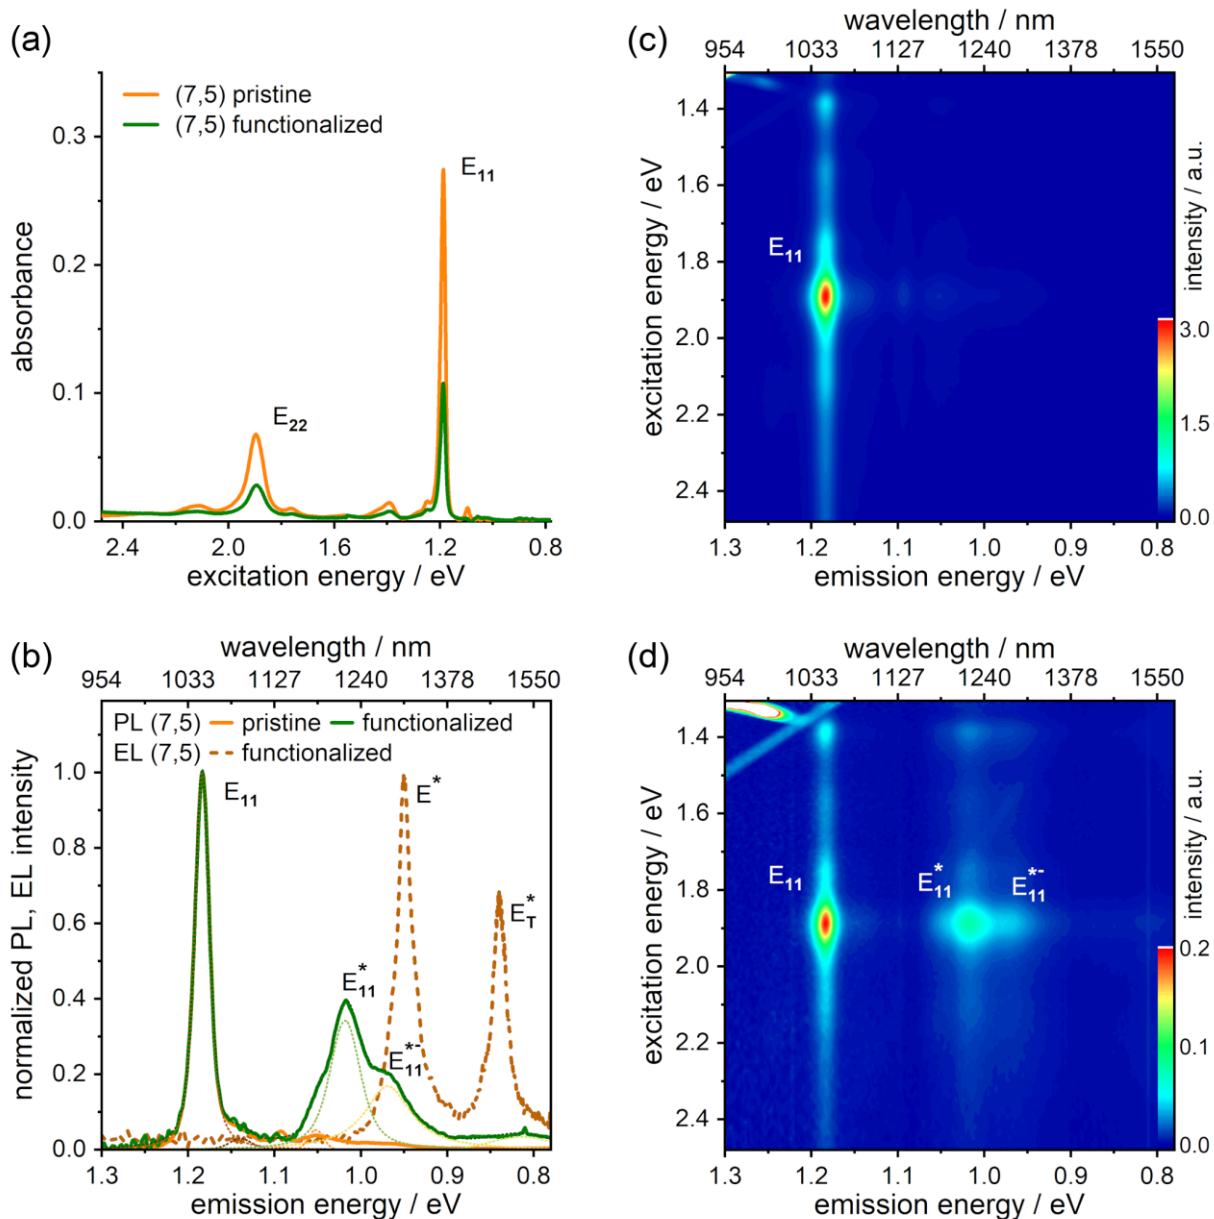 (a)
(7,5) pristine
(7,5) functionalized
E11
E22
absorbance
0.3
0.2
0.1
0.0
2.4 2.0 1.6 1.2 0.8
excitation energy / eV
(c)
wavelength / nm
954 1033 1127 1240 1378 1550
E11
excitation energy / eV
1.4
1.6
1.8
2.0
2.2
2.4
1.3 1.2 1.1 1.0 0.9 0.8
emission energy / eV
intensity / a.u.
3.0
1.5
0.0
(b)
wavelength / nm
954 1033 1127 1240 1378 1550
PL (7,5) pristine functionalized
EL (7,5) functionalized
E11
E*
E*T
E*11
E*-11
normalized PL, EL intensity
1.0
0.8
0.6
0.4
0.2
0.0
1.3 1.2 1.1 1.0 0.9 0.8
emission energy / eV
(d)
wavelength / nm
954 1033 1127 1240 1378 1550
E11 E*11 E*-11
excitation energy / eV
1.4
1.6
1.8
2.0
2.2
2.4
1.3 1.2 1.1 1.0 0.9 0.8
emission energy / eV
intensity / a.u.
0.2
0.1
0.0